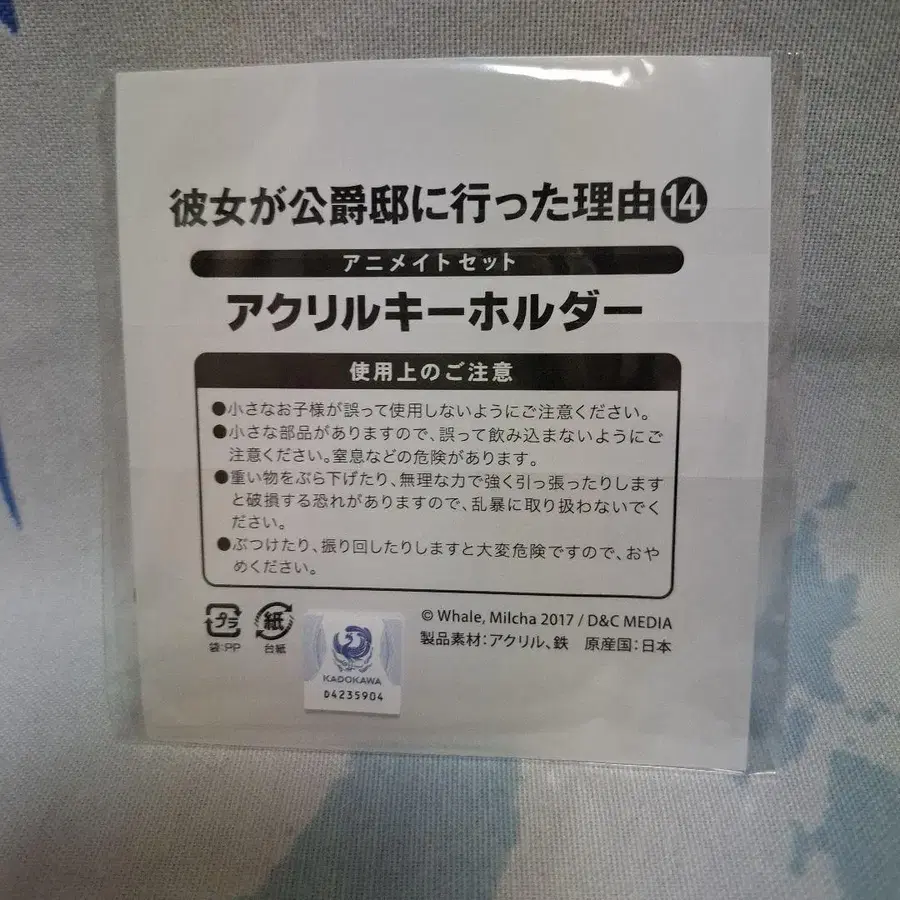 彼女が公爵邸に行った理由⓮
アニメイトセット
アクリルキーホルダー
使用上のご注意
●小さなお子様が誤って使用しないようにご注意ください。
●小さな部品がありますので、誤って飲み込まないようにご
注意ください。窒息などの危険があります。
●重い物をぶら下げたり、無理な力で強く引っ張ったりします
と破損する恐れがありますので、乱暴に取り扱わないでく
ださい。
●ぶつけたり、振り回したりしますと大変危険ですので、おや
めください。
プラ
袋:PP
紙
台紙
KADOKAWA
D4235904
© Whale, Milcha 2017 / D&C MEDIA
製品素材:アクリル、鉄 原産国:日本